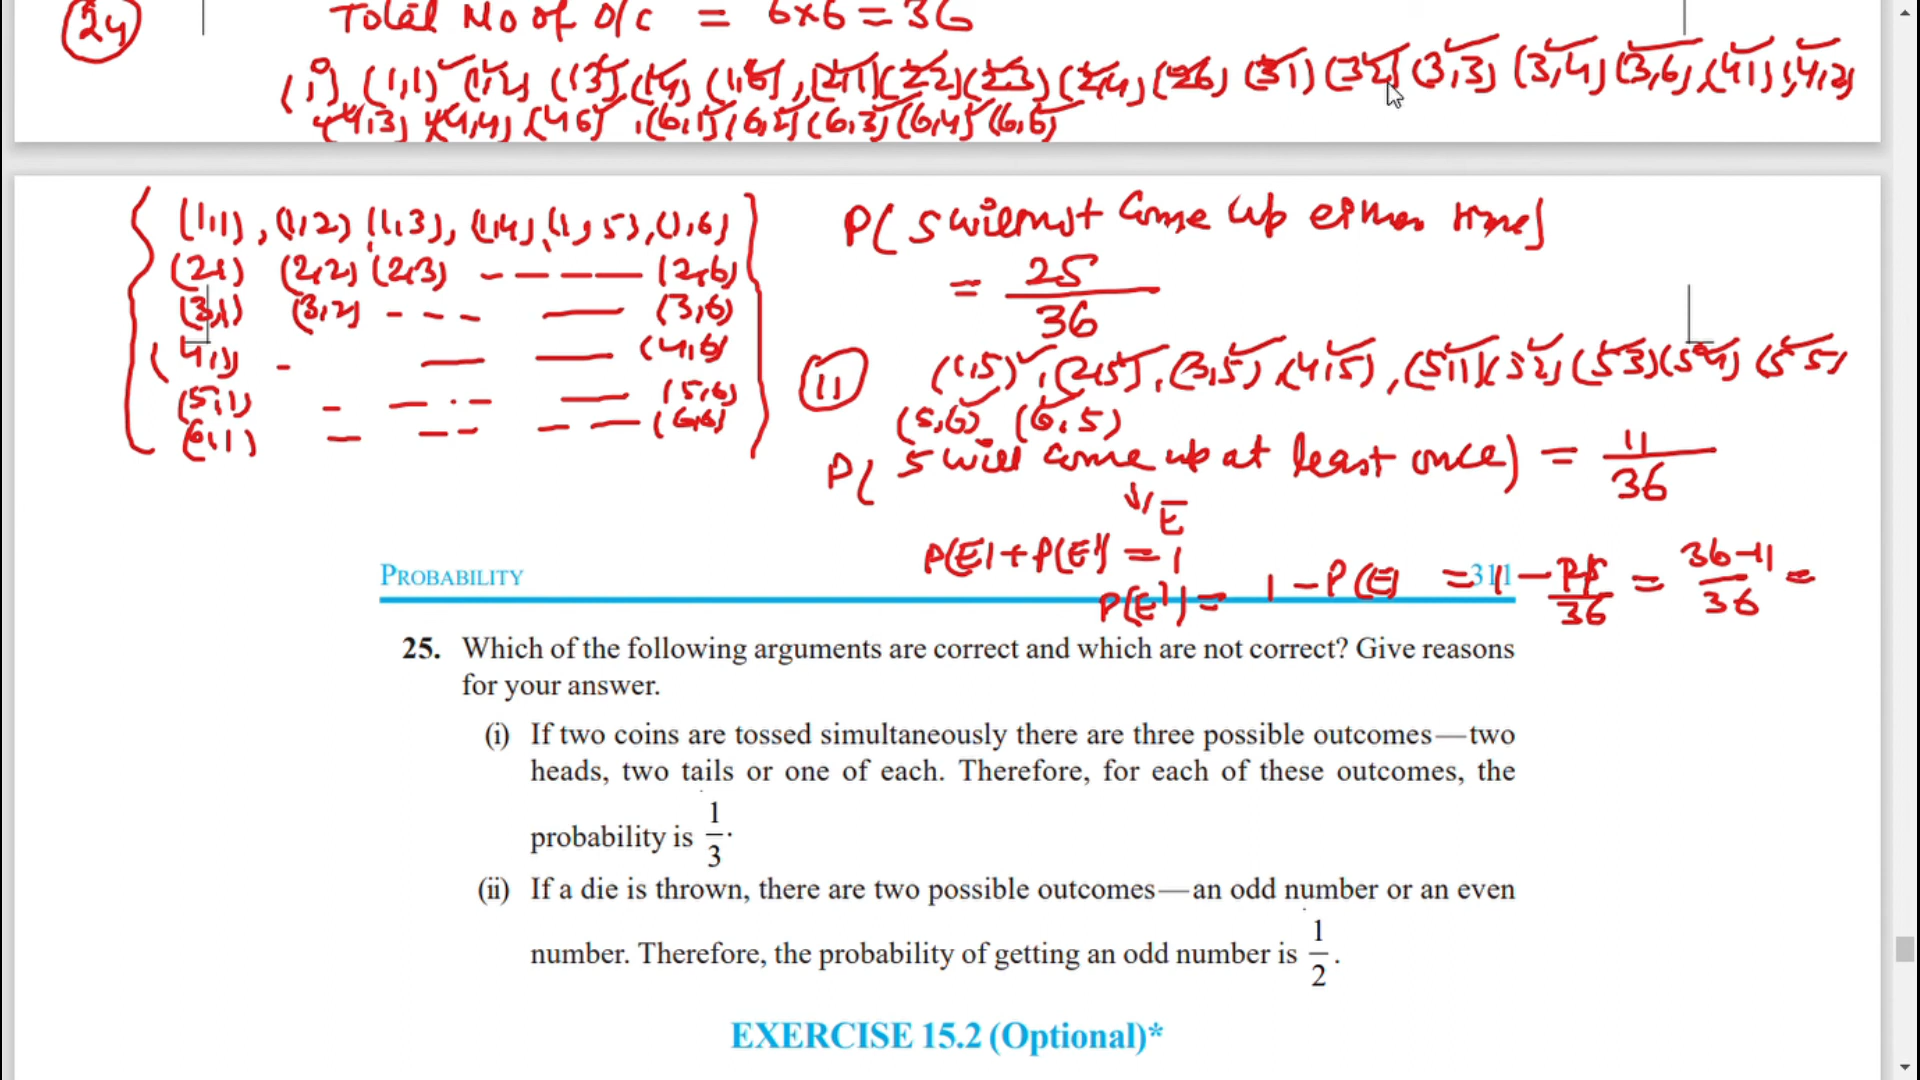 24
Total No of O/C = 6x6 = 36
(i) (1,1) (1,2) (1,3) (1,4) (1,6), (2,1) (2,2) (2,3) (2,4) (2,6) (3,1) (3,2) (3,3) (3,4) (3,6), (4,1), (4,2)
(4,3) (4,4) (4,6), (6,1) (6,2) (6,3) (6,4) (6,6)
{ (1,1), (1,2) (1,3), (1,4), (1,5), (1,6) }
(2,1) (2,2) (2,3) - - - - (2,6)
(3,1) (3,2) - - - — (3,6)
(4,1) - — — (4,6)
(5,1) - - - - — (5,6)
(6,1) - - - - — (6,6)
P( 5 will not come up either time)
= 25/36
(ii) (1,5), (2,5), (3,5) (4,5), (5,1) (5,2) (5,3) (5,4) (5,5)
(5,6) (6,5)
P( 5 will come up at least once) = 11/36
E
P(E) + P(E') = 1
P(E') = 1 - P(E) = 1 - 36 = 36-11/36 =
PROBABILITY 311
25. Which of the following arguments are correct and which are not correct? Give reasons
for your answer.
(i) If two coins are tossed simultaneously there are three possible outcomes—two
heads, two tails or one of each. Therefore, for each of these outcomes, the
probability is 1/3.
(ii) If a die is thrown, there are two possible outcomes—an odd number or an even
number. Therefore, the probability of getting an odd number is 1/2.
EXERCISE 15.2 (Optional)*